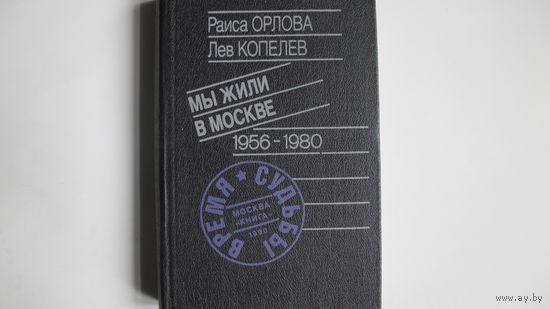 Раиса ОРЛОВА
Лев КОПЕЛЕВ
МЫ ЖИЛИ
В МОСКВЕ
1956-1980
ВРЕМЯ ★ СУДЬБЫ
МОСКВА
«КНИГА»
1990
www.ay.by